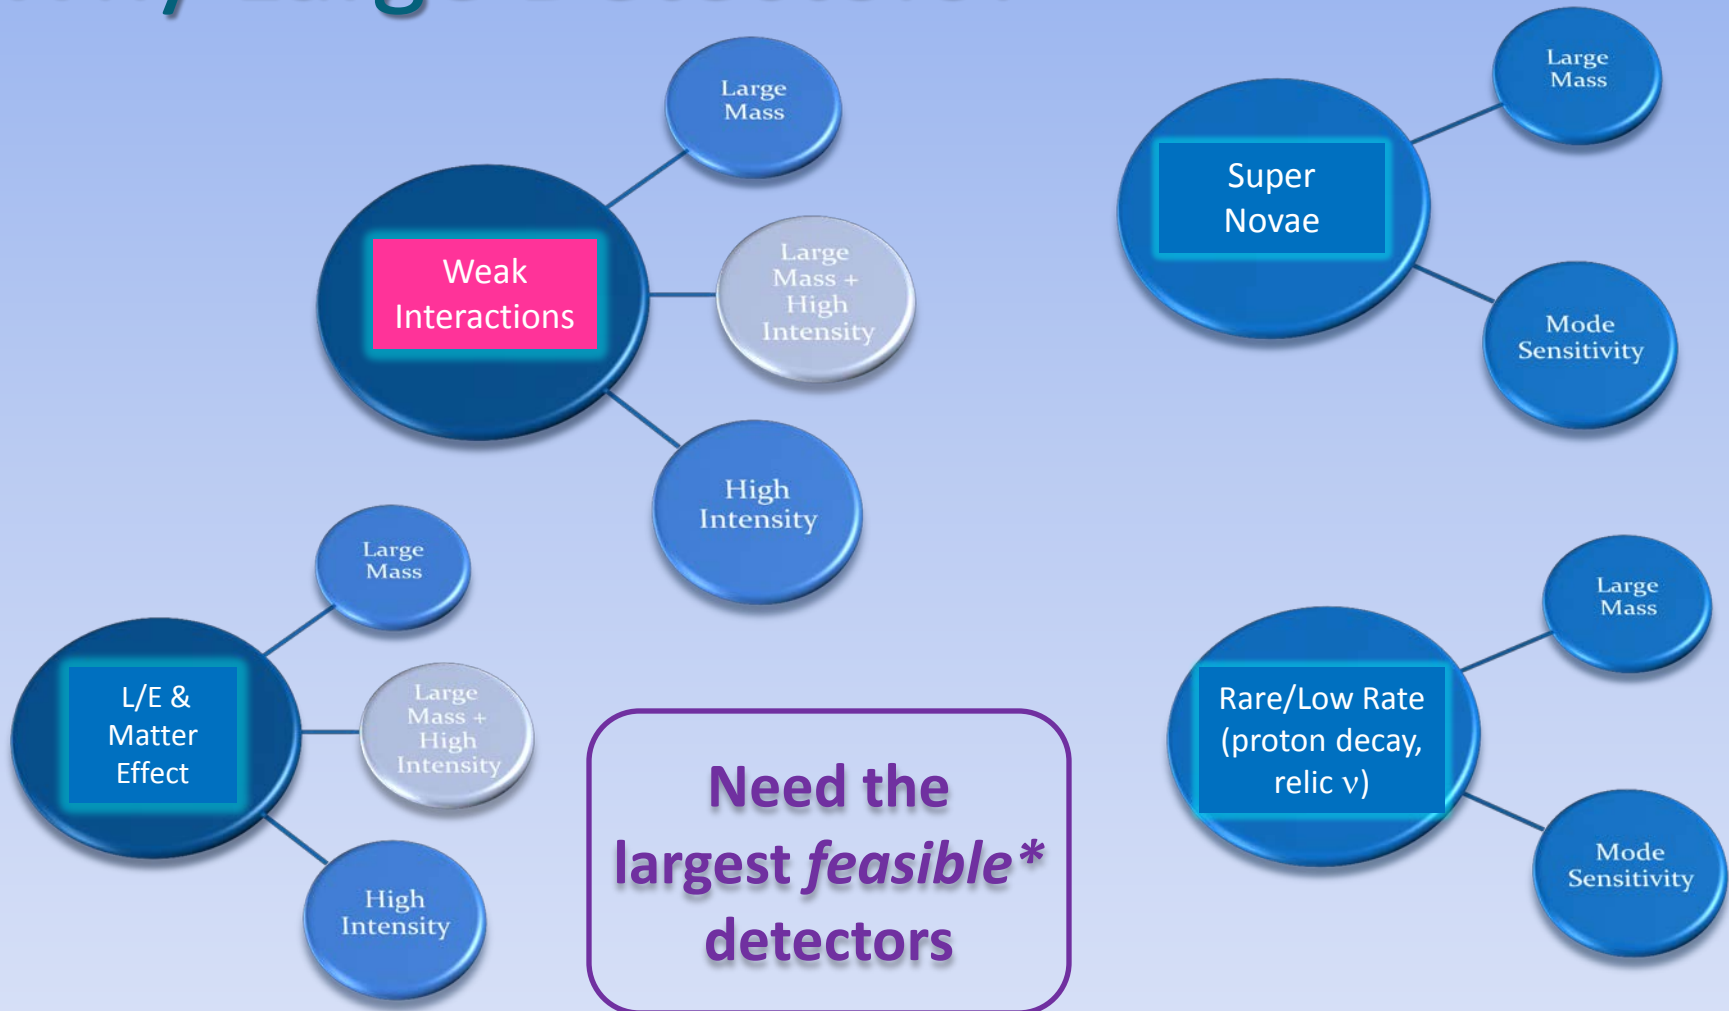 Large
Mass
Weak
Interactions
Large
Mass +
High
Intensity
High
Intensity
Large
Mass
Super
Novae
Mode
Sensitivity
Large
Mass
L/E &
Matter
Effect
Large
Mass +
High
Intensity
High
Intensity
Need the
largest feasible*
detectors
Large
Mass
Rare/Low Rate
(proton decay,
relic ν)
Mode
Sensitivity